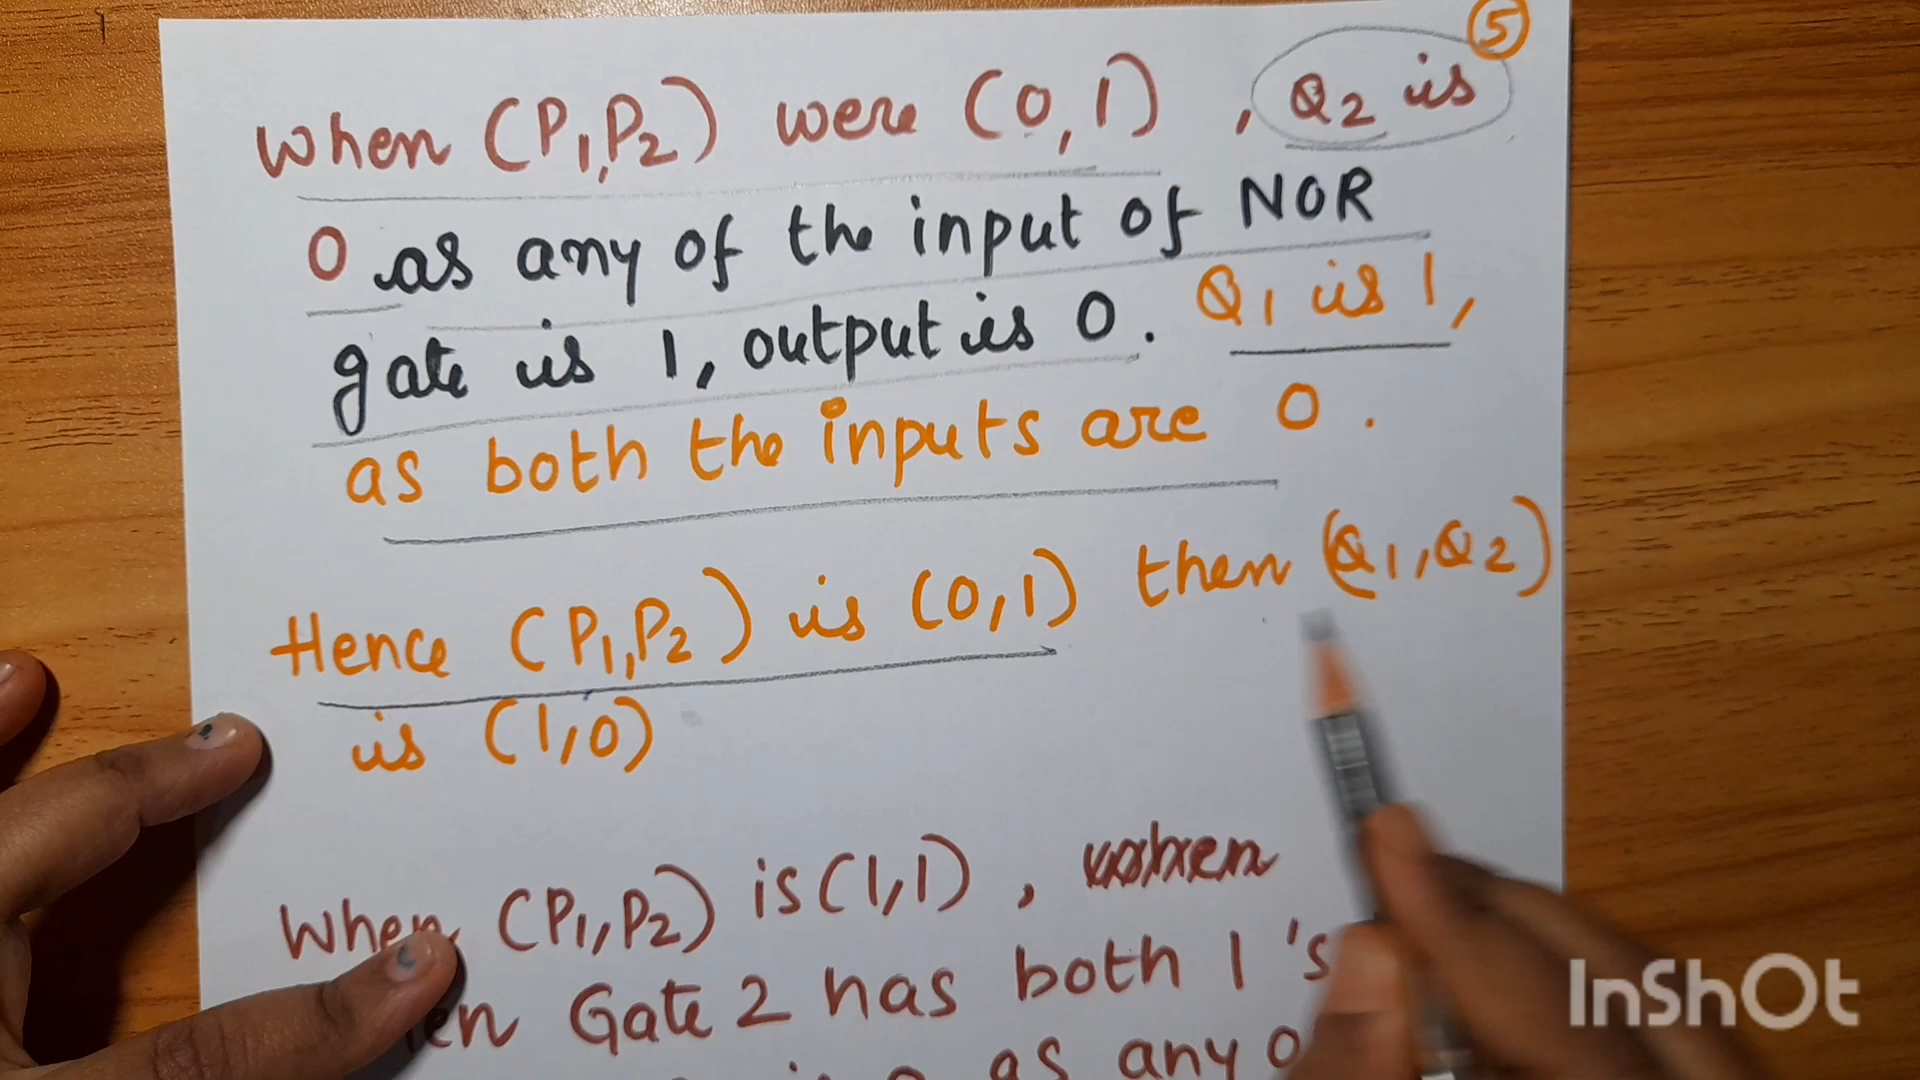 5
When (P1,P2) were (0,1), Q2 is
0 as any of the input of NOR
gate is 1, output is 0. Q1 is 1,
as both the inputs are 0.
Hence (P1,P2) is (0,1) then (Q1,Q2)
is (1,0)
When (P1,P2) is (1,1),
Gate 2 has both 1's
as any
InShOt